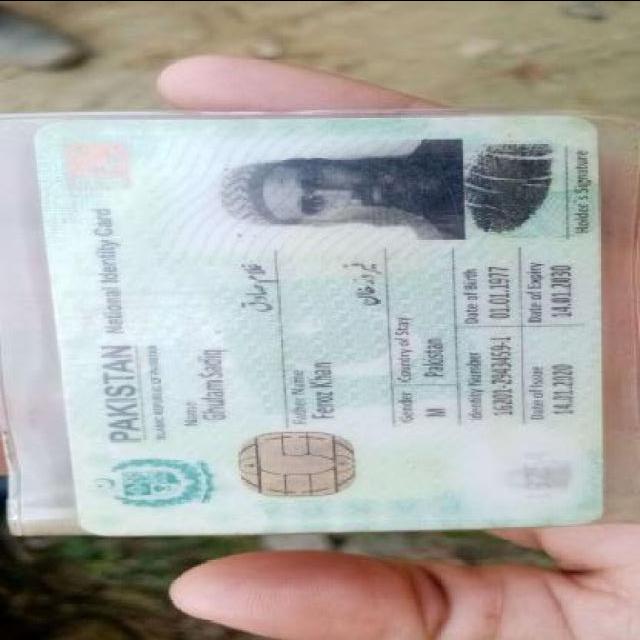 PAKISTAN National Identity Card
ISLAMIC REPUBLIC OF PAKISTAN
Name
Ghulam Sadiq
غلام صادق
Father Name
Feroz Khan
فیروز خان
Gender
Country of Stay
M
Pakistan
Identity Number
Date of Birth
16202-2943459-1
01.01.1977
Date of Issue
Date of Expiry
14.01.2020
14.01.2030
Holder's Signature